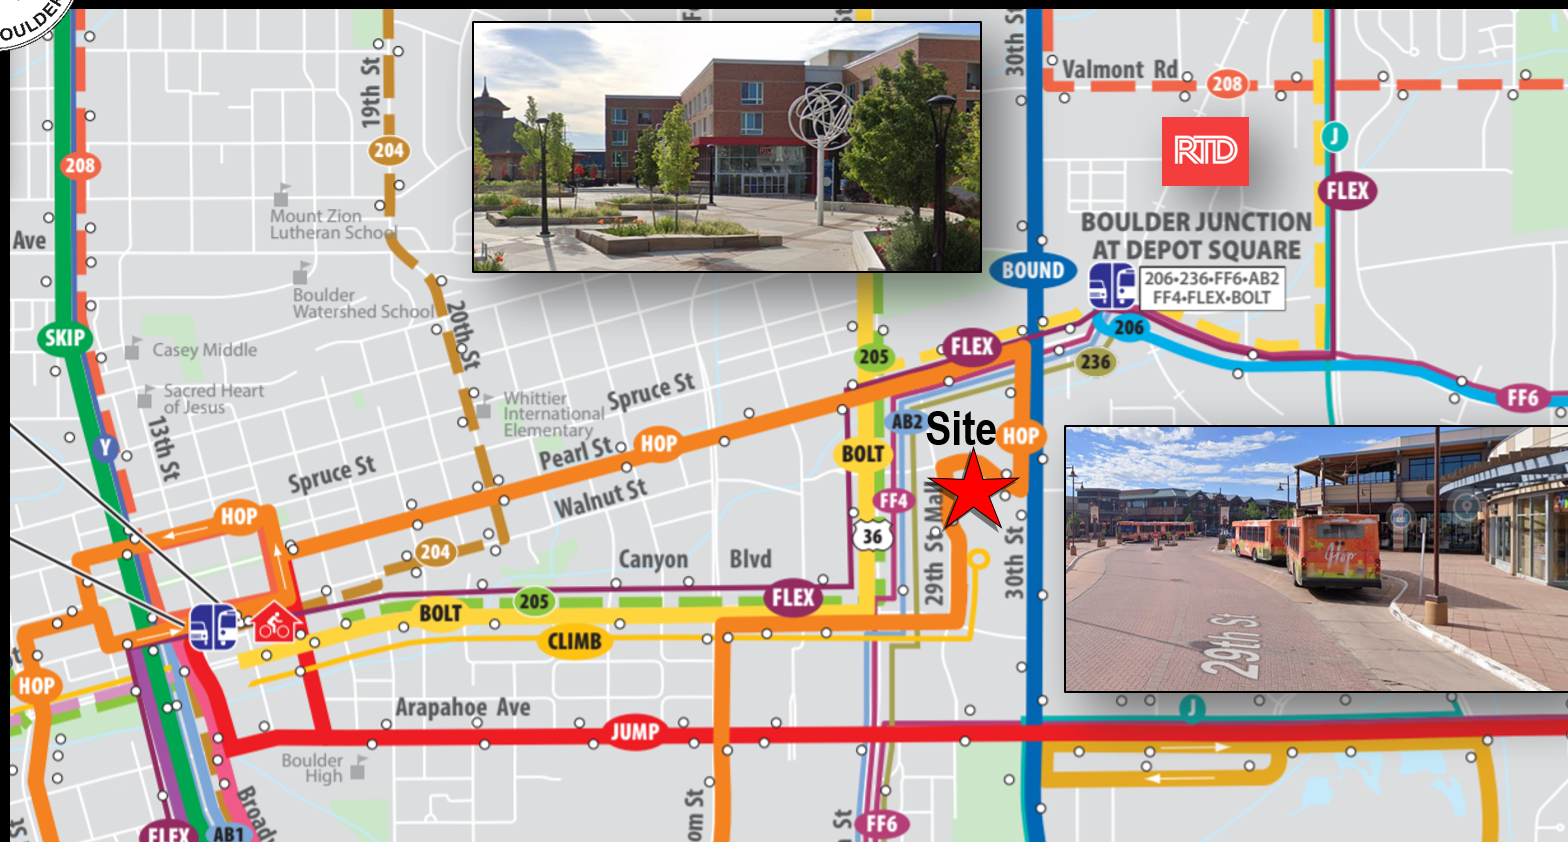 OULDER
19th St
30th St
Valmont Rd
208
204
208
J
RTD
FLEX
Mount Zion
Lutheran School
Ave
BOULDER JUNCTION
AT DEPOT SQUARE
BOUND
206•236•FF6•AB2
FF4•FLEX•BOLT
Boulder
Watershed School
20th St
206
SKIP
Casey Middle
FLEX
205
236
Sacred Heart
of Jesus
Whittier
International
Elementary
Spruce St
FF6
AB2
Site
HOP
13th St
Y
Pearl St
HOP
BOLT
Spruce St
Walnut St
FF4
29th St Mall
HOP
36
204
Canyon Blvd
30th St
Hop
29th St
BOLT
205
FLEX
CLIMB
HOP
Arapahoe Ave
J
JUMP
Boulder
High
om St
St
FF6
FLEX
AB1
Broadw